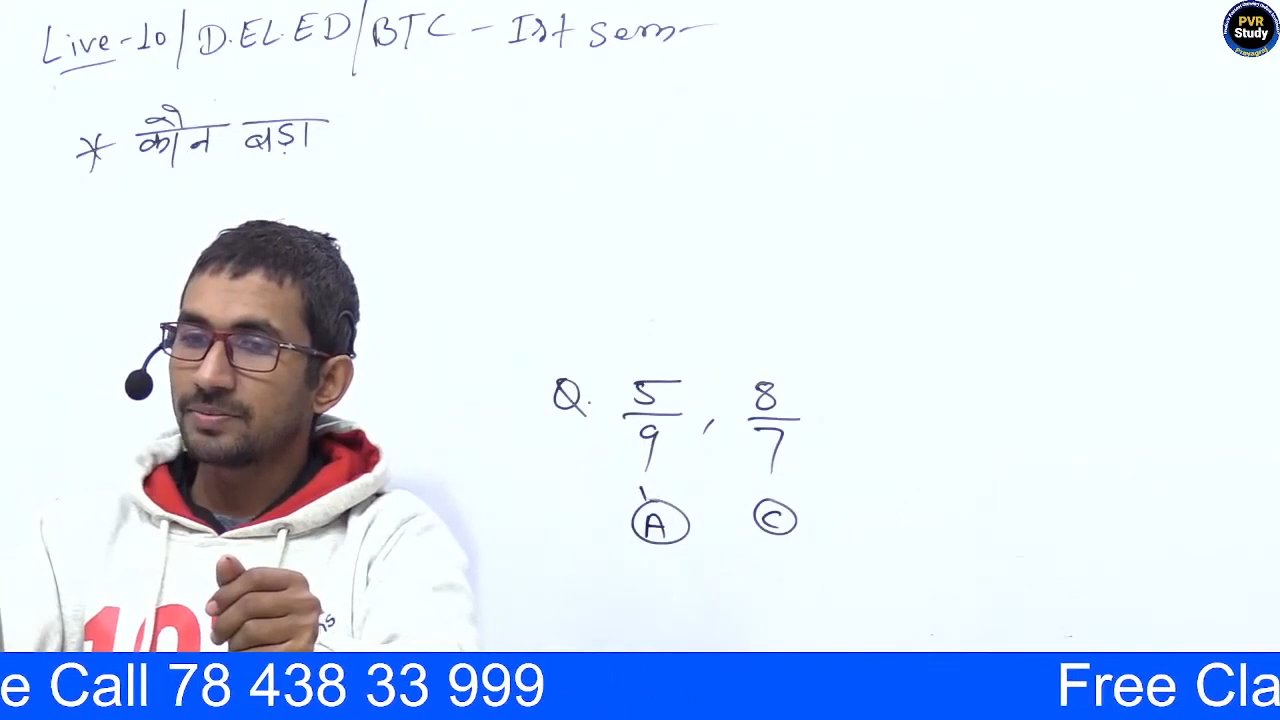 Live-10/D.EL.ED/BTC - Ist Sem
* कौन बड़ा
Q. 5/9 , 8/7
A C
PVR
Study
Prayagraj
e Call 78 438 33 999 Free Cla